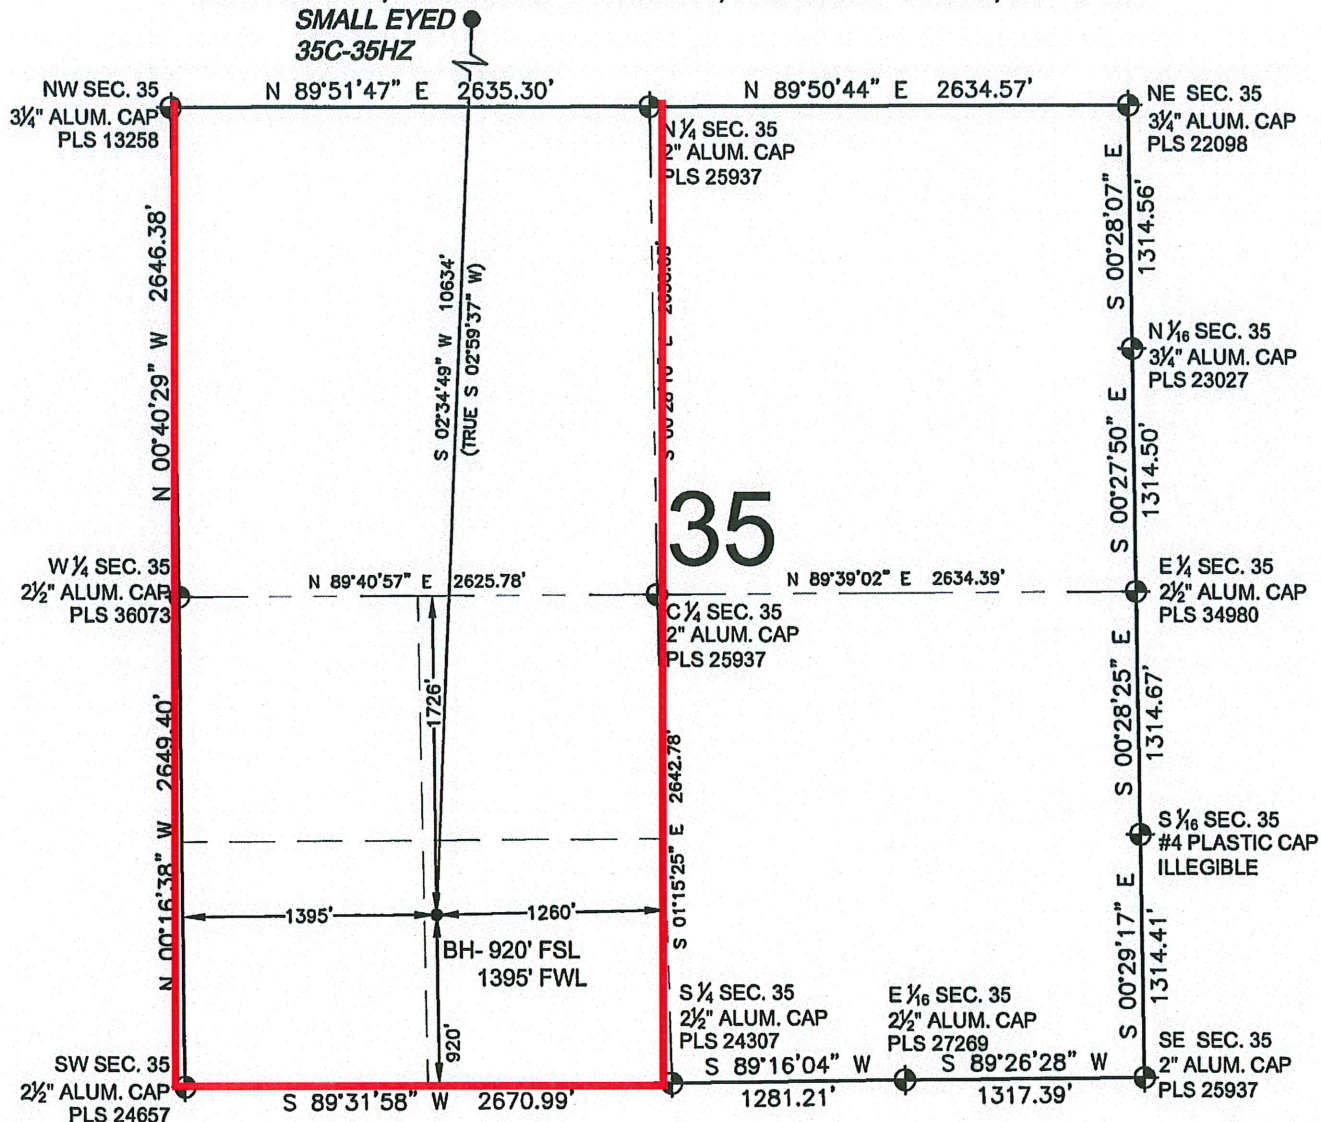 SMALL EYED
35C-35HZ
NW SEC. 35
3¼" ALUM. CAP
PLS 13258
N 89°51'47" E 2635.30'
N ¼ SEC. 35
2" ALUM. CAP
PLS 25937
N 89°50'44" E 2634.57'
NE SEC. 35
3¼" ALUM. CAP
PLS 22098
N 00°40'29" W 2646.38'
S 02°34'49" W 10634'
(TRUE S 02°59'37" W)
S 00°28'07" E
1314.56'
N 1⁄16 SEC. 35
3¼" ALUM. CAP
PLS 23027
S 00°27'50" E
1314.50'
35
W ¼ SEC. 35
2½" ALUM. CAP
PLS 36073
N 89°40'57" E 2625.78'
C ¼ SEC. 35
2" ALUM. CAP
PLS 25937
N 89°39'02" E 2634.39'
E ¼ SEC. 35
2½" ALUM. CAP
PLS 34980
N 00°16'38" W 2649.40'
1726'
S 01°15'25" E 2642.78'
S 00°28'25" E
1314.67'
S 1⁄16 SEC. 35
#4 PLASTIC CAP
ILLEGIBLE
1395'
1260'
BH- 920' FSL
1395' FWL
920'
S 00°29'17" E
1314.41'
SW SEC. 35
2½" ALUM. CAP
PLS 24657
S 89°31'58" W 2670.99'
S ¼ SEC. 35
2½" ALUM. CAP
PLS 24307
S 89°16'04" W
1281.21'
E 1⁄16 SEC. 35
2½" ALUM. CAP
PLS 27269
S 89°26'28" W
1317.39'
SE SEC. 35
2" ALUM. CAP
PLS 25937